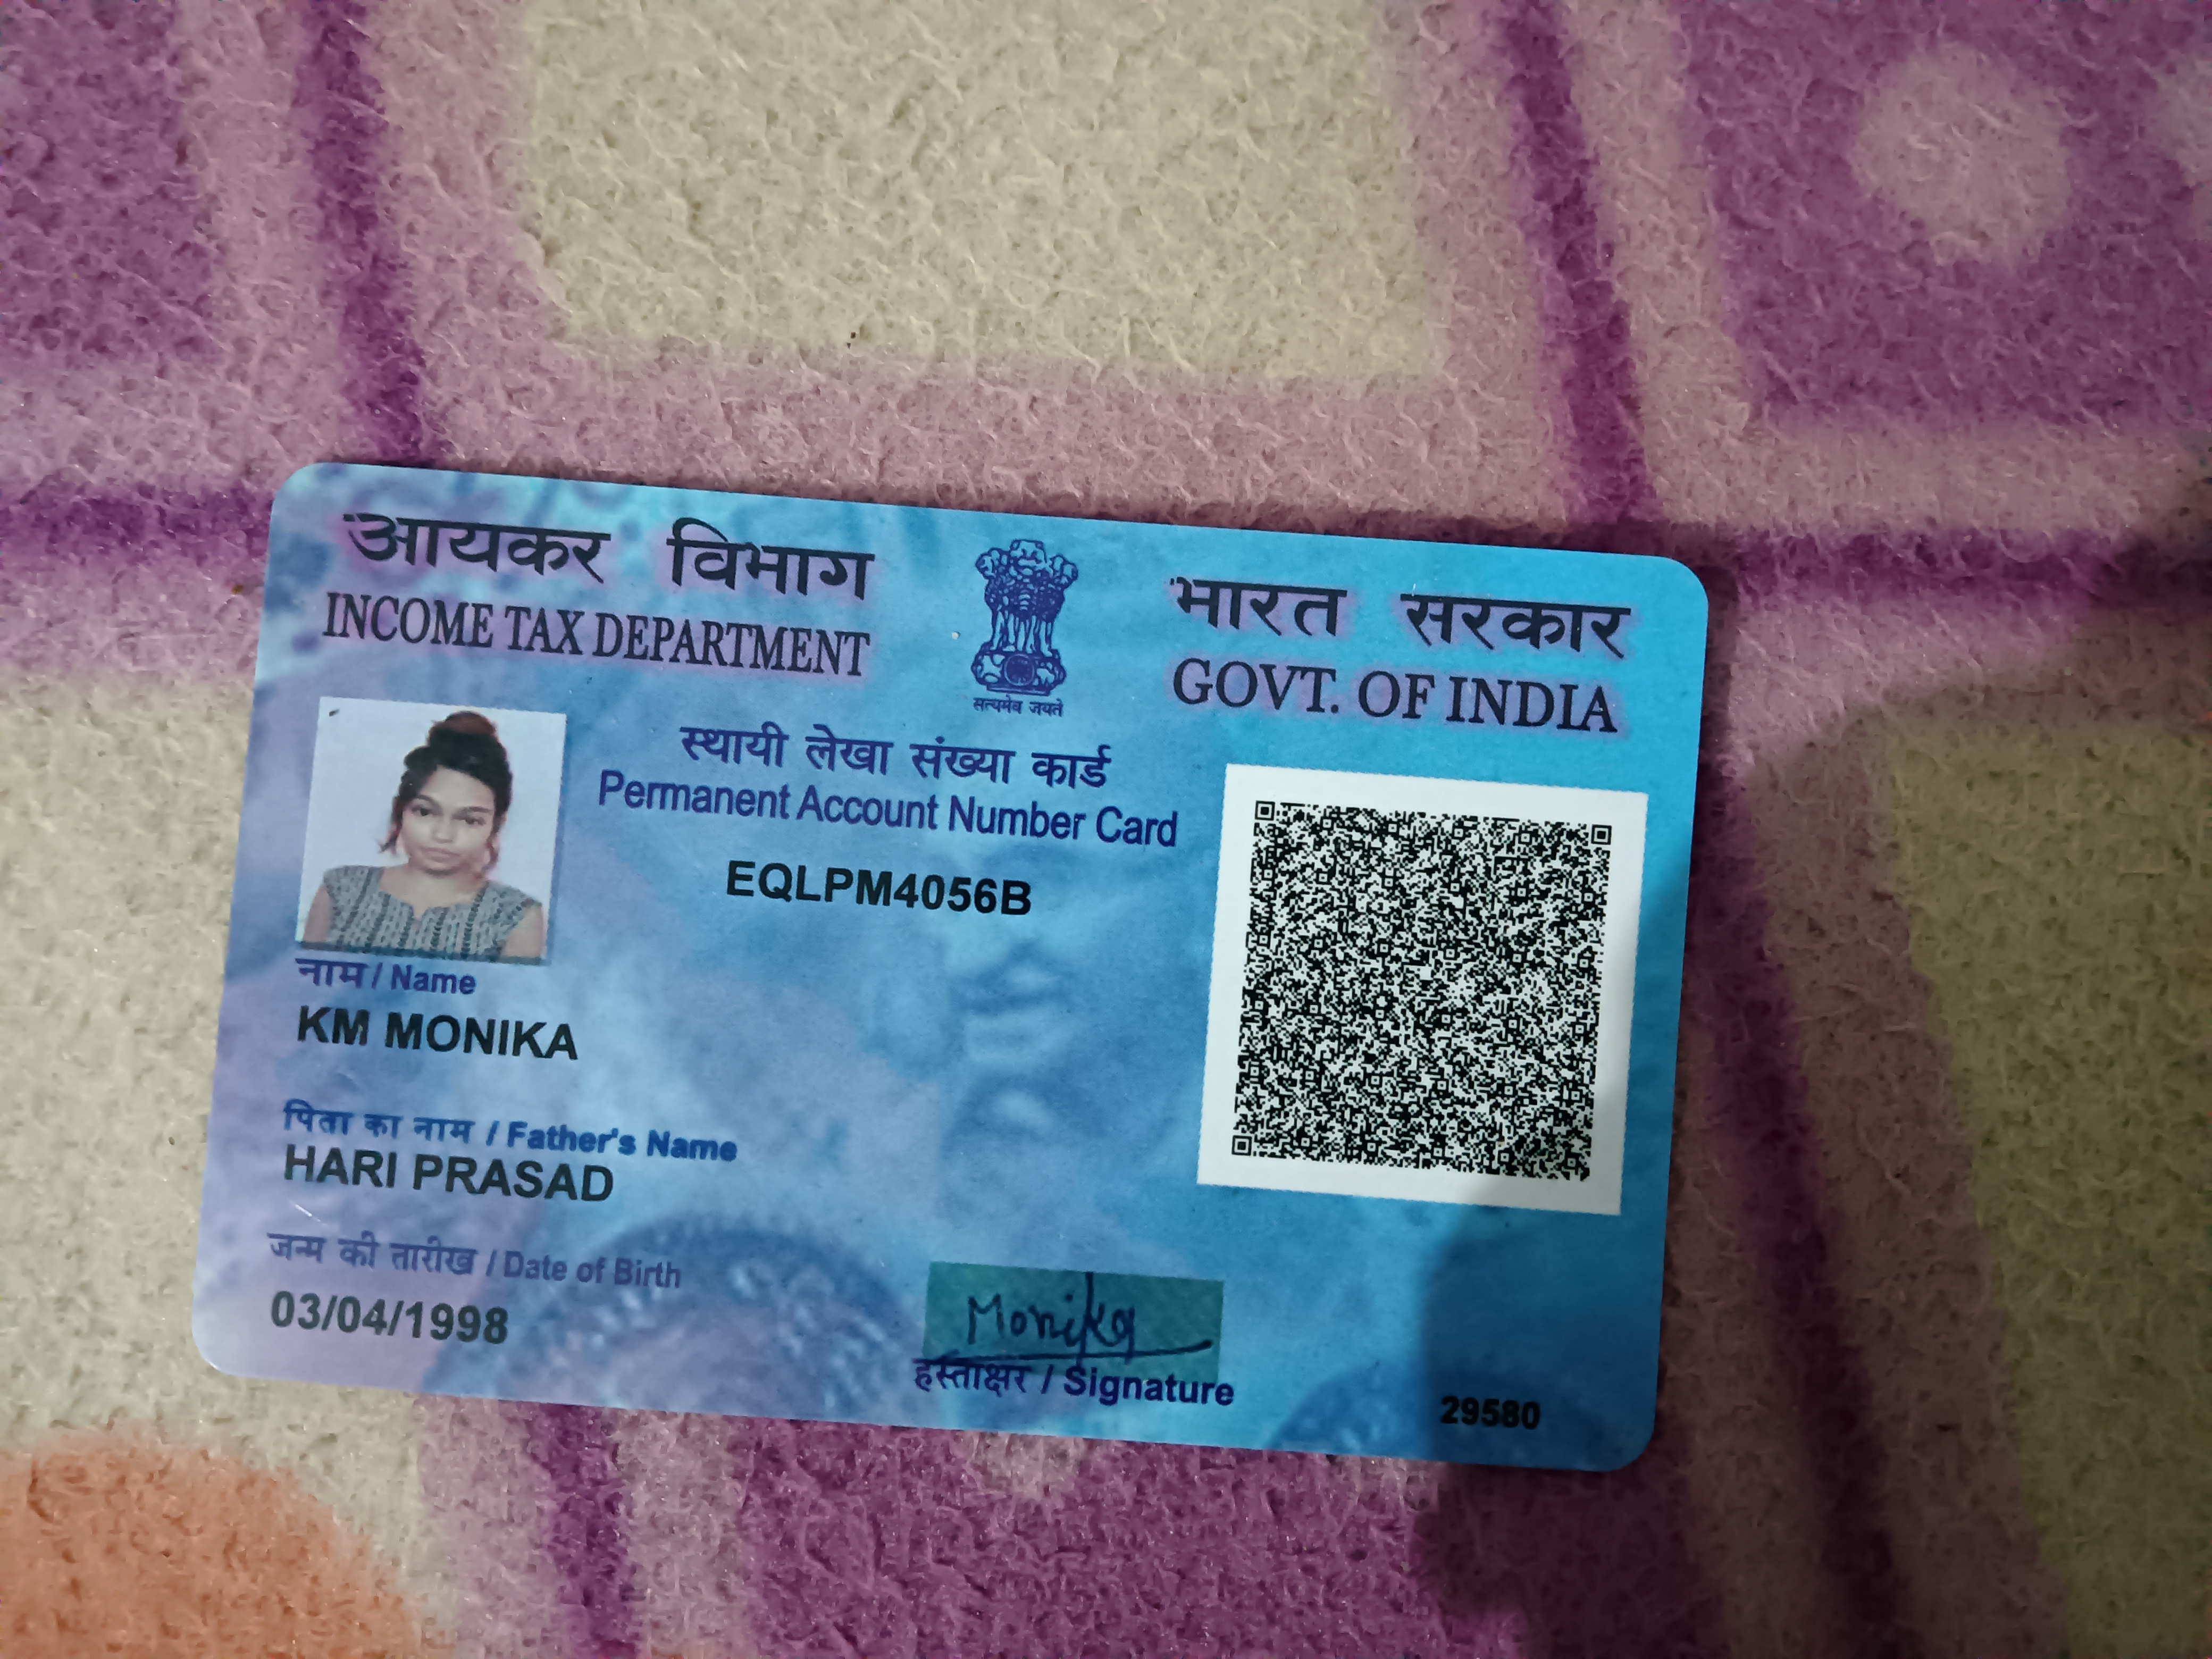 आयकर विभाग
INCOME TAX DEPARTMENT
सत्यमेव जयते
भारत सरकार
GOVT. OF INDIA
स्थायी लेखा संख्या कार्ड
Permanent Account Number Card
EQLPM4056B
नाम / Name
KM MONIKA
पिता का नाम / Father's Name
HARI PRASAD
जन्म की तारीख / Date of Birth
03/04/1998
Monika
हस्ताक्षर / Signature
29580